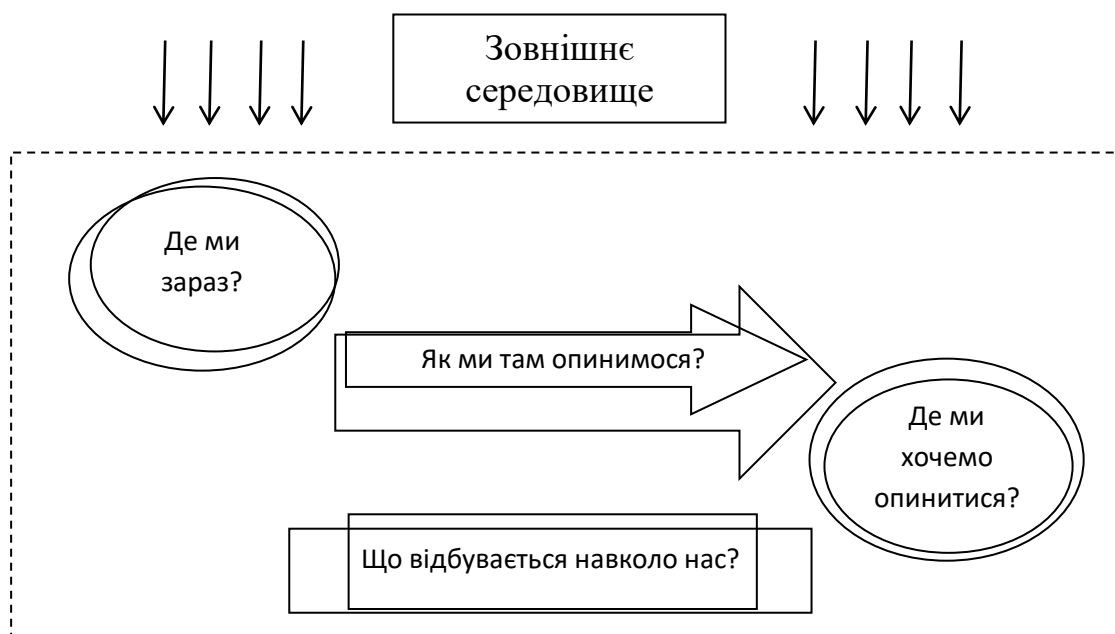 Зовнішнє
середовище
Де ми
зараз?
Як ми там опинимося?
Де ми
хочемо
опинитися?
Що відбувається навколо нас?